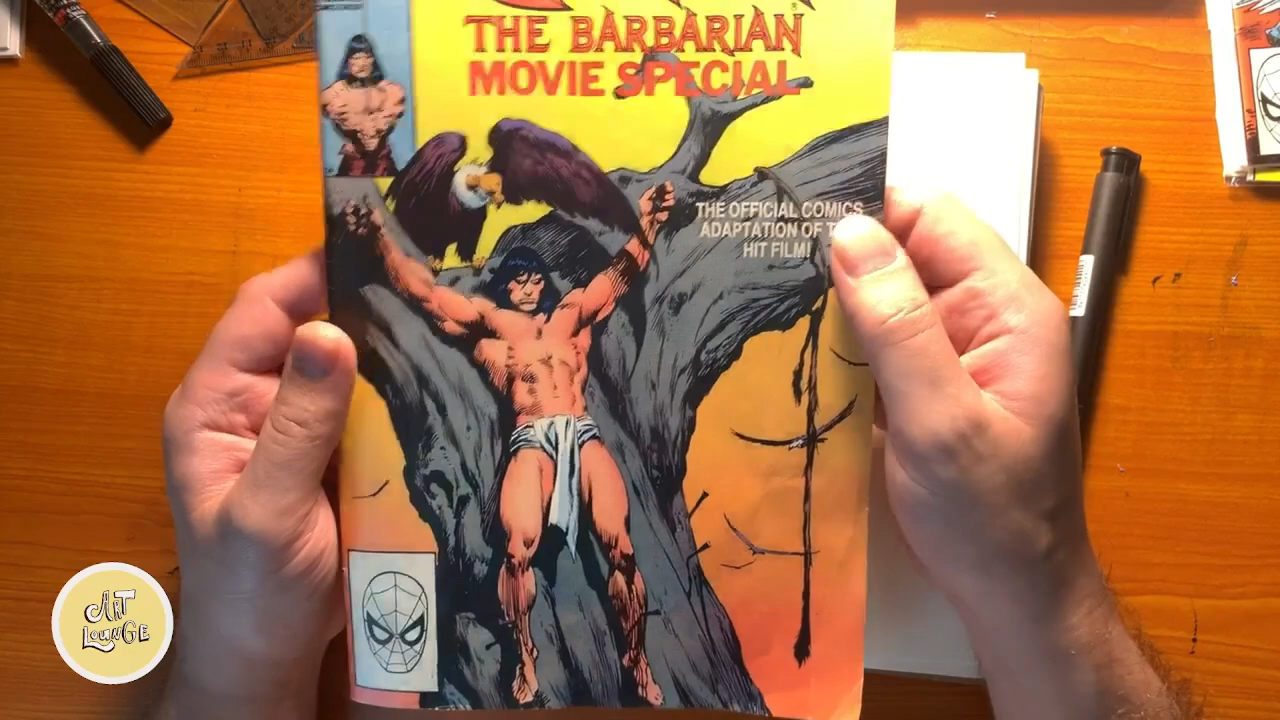 THE BARBARIAN
MOVIE SPECIAL
THE OFFICIAL COMICS
ADAPTATION OF
HIT FILM!
ART
LOUNGE